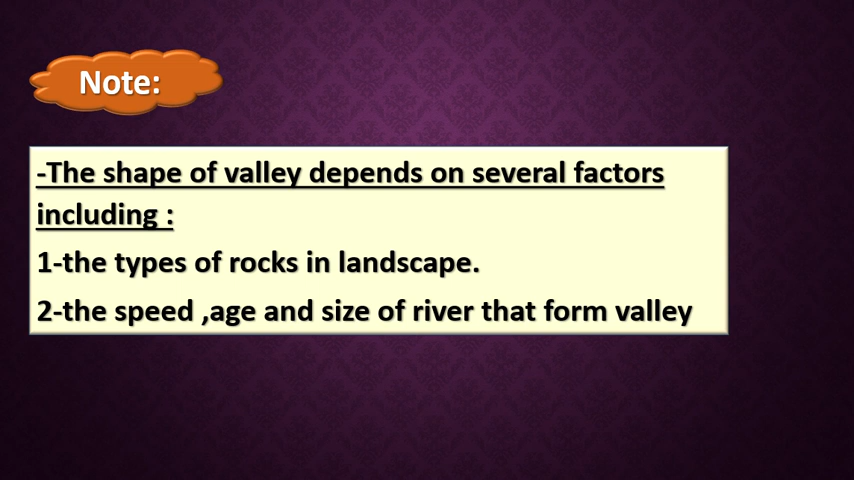 Note:
-The shape of valley depends on several factors
including :
1-the types of rocks in landscape.
2-the speed ,age and size of river that form valley